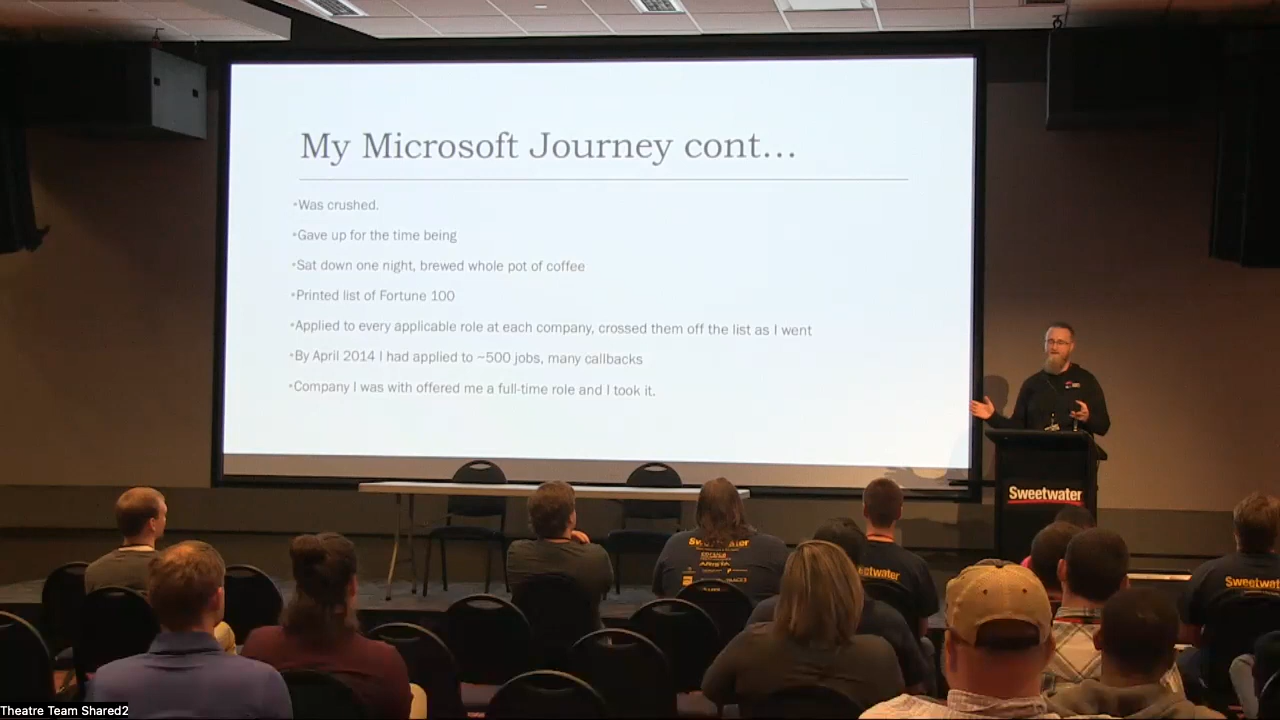 My Microsoft Journey cont…
•Was crushed.
•Gave up for the time being
•Sat down one night, brewed whole pot of coffee
•Printed list of Fortune 100
•Applied to every applicable role at each company, crossed them off the list as I went
•By April 2014 I had applied to ~500 jobs, many callbacks
•Company I was with offered me a full-time role and I took it.
Sweetwater
Sweetwat
Theatre Team Shared2